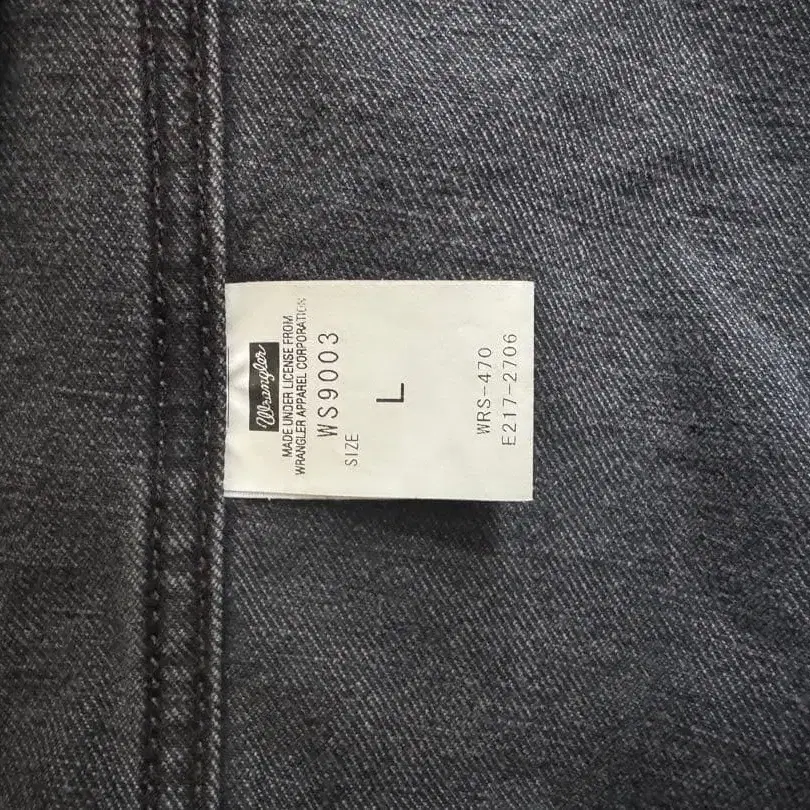 Wrangler
MADE UNDER LICENSE FROM
WRANGLER APPAREL CORPORATION
WS9003
SIZE
L
WRS-470
E217-2706